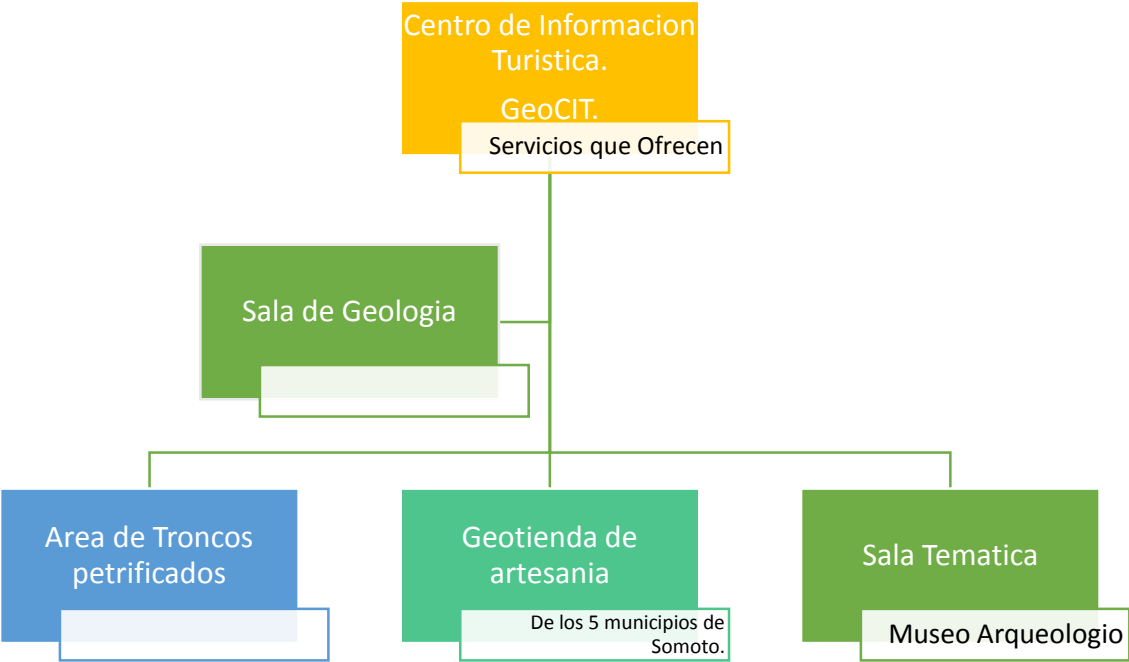 Centro de Informacion
Turistica.
GeoCIT.
Servicios que Ofrecen
Sala de Geologia
Area de Troncos
petrificados
Geotienda de
artesania
De los 5 municipios de
Somoto.
Sala Tematica
Museo Arqueologio